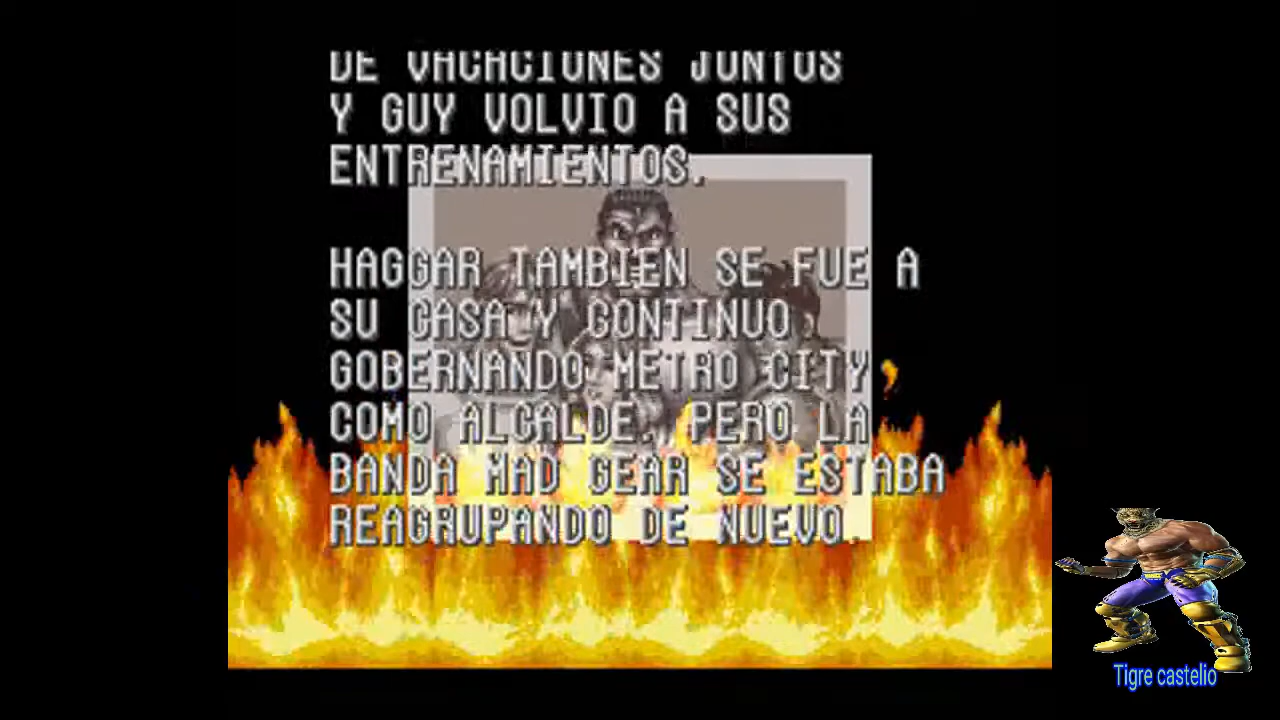 DE VACACIONES JUNTOS
Y GUY VOLVIO A SUS
ENTRENAMIENTOS.
HAGGAR TAMBIEN SE FUE A
SU CASA Y CONTINUO
GOBERNANDO METRO CITY
COMO ALCALDE. PERO LA
BANDA MAD GEAR SE ESTABA
REAGRUPANDO DE NUEVO.
Tigre castelio